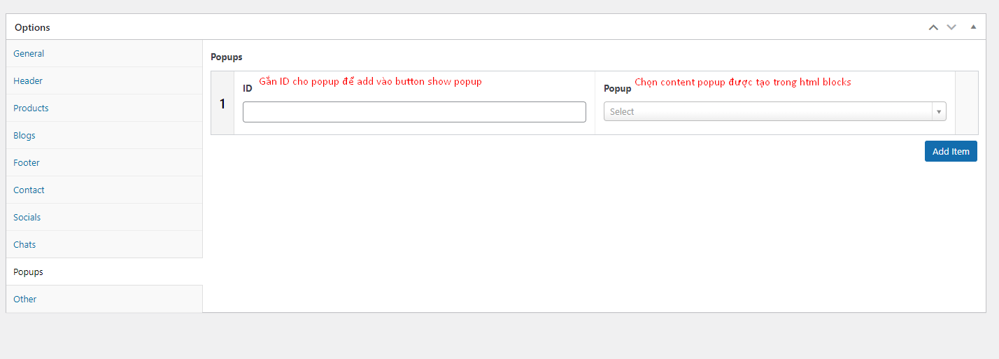 Options
General
Header
Products
Blogs
Footer
Contact
Socials
Chats
Popups
Other
Popups
1
ID
Gắn ID cho popup để add vào button show popup
Popup
Chọn content popup được tạo trong html blocks
Select
Add Item